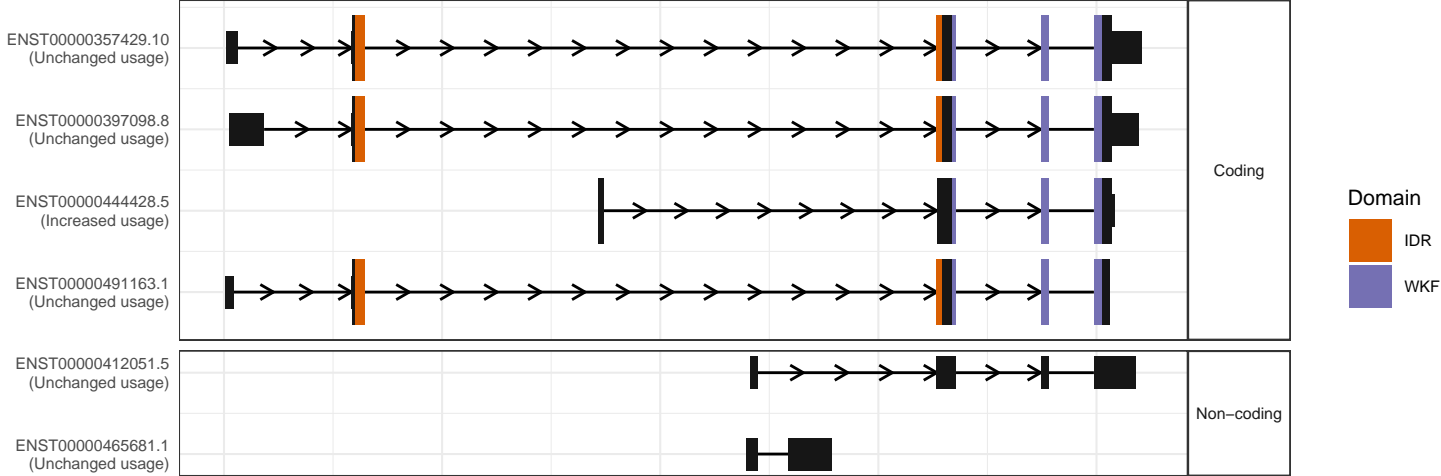 ENST00000357429.10
(Unchanged usage)
ENST00000397098.8
(Unchanged usage)
ENST00000444428.5
(Increased usage)
ENST00000491163.1
(Unchanged usage)
Coding
ENST00000412051.5
(Unchanged usage)
ENST00000465681.1
(Unchanged usage)
Non−coding
Domain
IDR
WKF